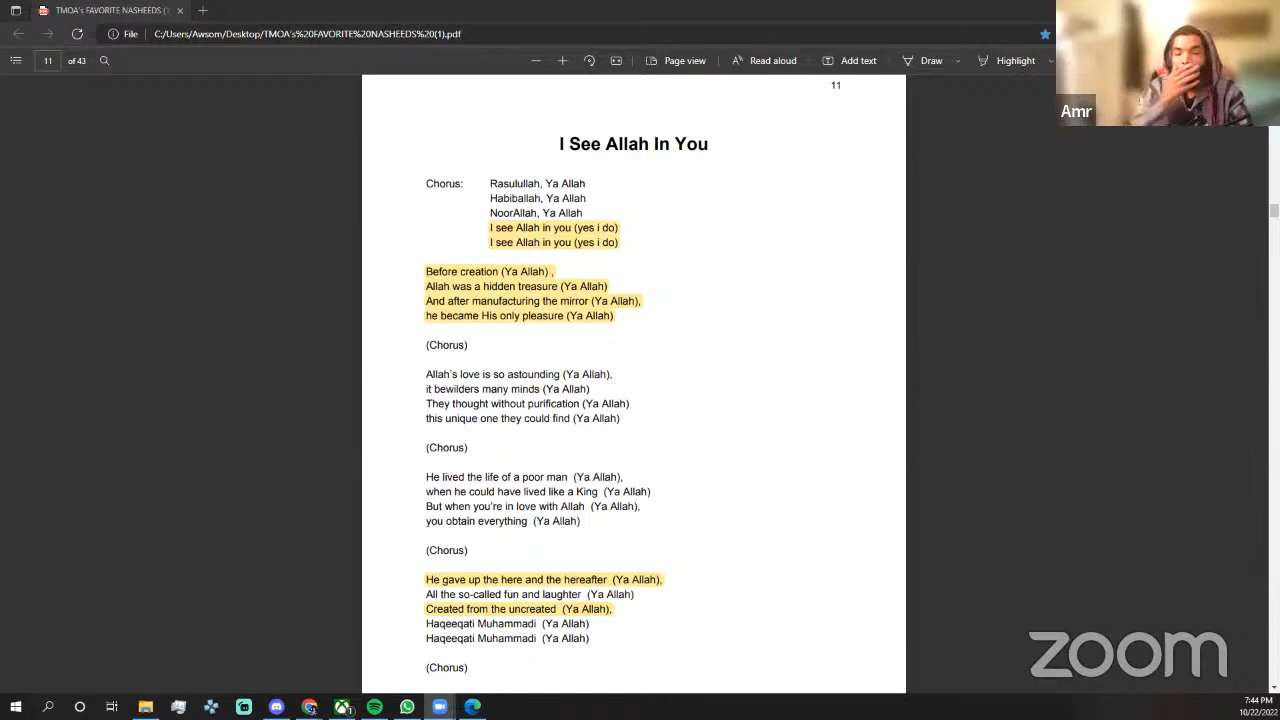 TMOA's FAVORITE NASHEEDS (1
File
C:/Users/Awsom/Desktop/TMOA's%20FAVORITE%20NASHEEDS%20(1).pdf
11 of 43
Page view
Read aloud
Add text
Draw
Highlight
Amr
11
I See Allah In You
Chorus: Rasulullah, Ya Allah
Habiballah, Ya Allah
NoorAllah, Ya Allah
I see Allah in you (yes i do)
I see Allah in you (yes i do)
Before creation (Ya Allah) ,
Allah was a hidden treasure (Ya Allah)
And after manufacturing the mirror (Ya Allah),
he became His only pleasure (Ya Allah)
(Chorus)
Allah's love is so astounding (Ya Allah),
it bewilders many minds (Ya Allah)
They thought without purification (Ya Allah)
this unique one they could find (Ya Allah)
(Chorus)
He lived the life of a poor man (Ya Allah),
when he could have lived like a King (Ya Allah)
But when you're in love with Allah (Ya Allah),
you obtain everything (Ya Allah)
(Chorus)
He gave up the here and the hereafter (Ya Allah),
All the so-called fun and laughter (Ya Allah)
Created from the uncreated (Ya Allah),
Haqeeqati Muhammadi (Ya Allah)
Haqeeqati Muhammadi (Ya Allah)
(Chorus)
zoom
7:44 PM
10/22/2022